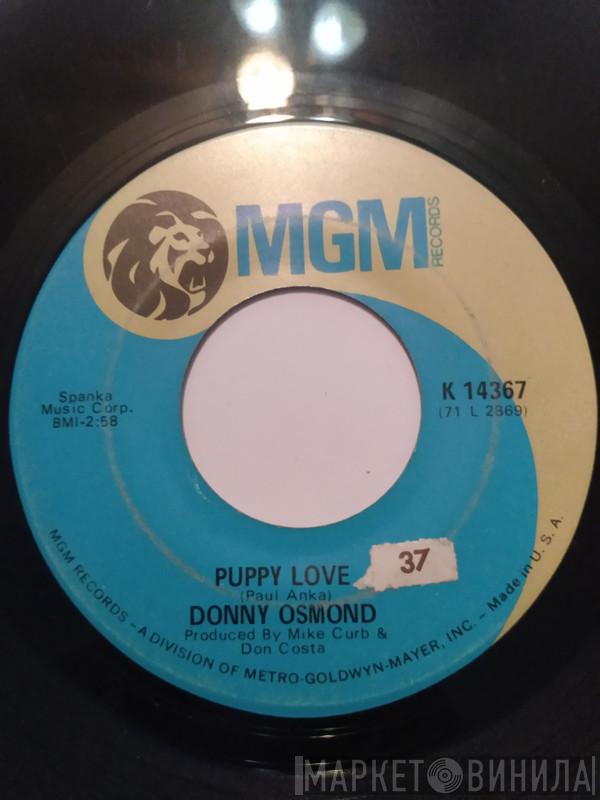 MGM
RECORDS
Spanka
Music Corp.
BMI-2:58
K 14367
(71 L 2869)
PUPPY LOVE
37
(Paul Anka)
DONNY OSMOND
Produced By Mike Curb &
Don Costa
MGM RECORDS – A DIVISION OF METRO-GOLDWYN-MAYER, INC. – Made in U. S. A.
МАРКЕТ ВИНИЛА